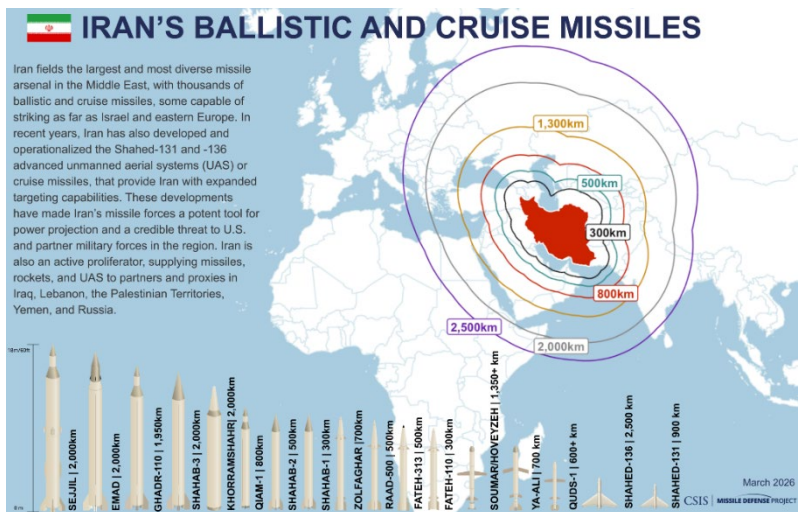 IRAN'S BALLISTIC AND CRUISE MISSILES
Iran fields the largest and most diverse missile
arsenal in the Middle East, with thousands of
ballistic and cruise missiles, some capable of
striking as far as Israel and eastern Europe. In
recent years, Iran has also developed and
operationalized the Shahed-131 and -136
advanced unmanned aerial systems (UAS) or
cruise missiles, that provide Iran with expanded
targeting capabilities. These developments
have made Iran's missile forces a potent tool for
power projection and a credible threat to U.S.
and partner military forces in the region. Iran is
also an active proliferator, supplying missiles,
rockets, and UAS to partners and proxies in
Iraq, Lebanon, the Palestinian Territories,
Yemen, and Russia.
1,300km
500km
300km
800km
2,500km
2,000km
SEJJIL | 2,000km
EMAD | 2,000km
GHADR-110 | 1,950km
SHAHAB-3 | 2,000km
KHORRAMSHAHR| 2,000km
QIAM-1 | 800km
SHAHAB-2 | 500km
SHAHAB-1 | 300km
ZOLFAGHAR |700km
RAAD-500 | 500km
FATEH-313 | 500km
FATEH-110 | 300km
SOUMAR/HOVEYZEH | 1,350+ km
YA-ALI | 700 km
QUDS-1 | 600+ km
SHAHED-136 | 2,500 km
SHAHED-131 | 900 km
0 m
March 2026
CSIS | MISSILE DEFENSE PROJECT